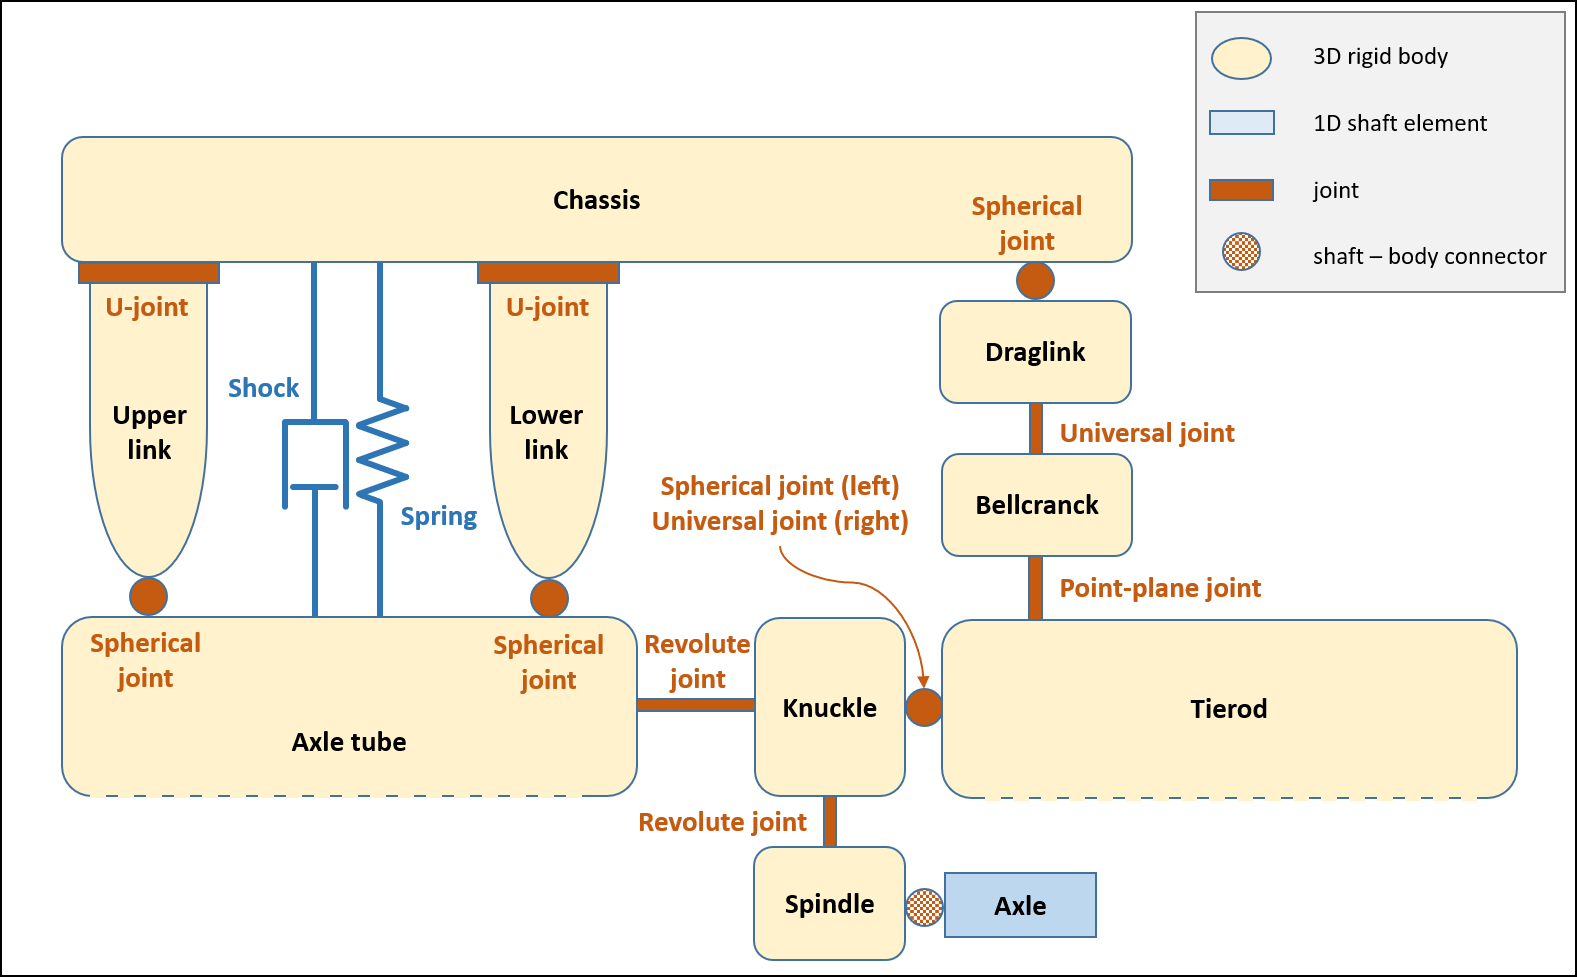 3D rigid body
1D shaft element
joint
shaft – body connector
Chassis
Spherical
joint
U-joint
U-joint
Draglink
Shock
Upper
link
Lower
link
Universal joint
Spherical joint (left)
Universal joint (right)
Spring
Bellcranck
Point-plane joint
Spherical
joint
Spherical
joint
Revolute
joint
Knuckle
Tierod
Axle tube
Revolute joint
Spindle
Axle